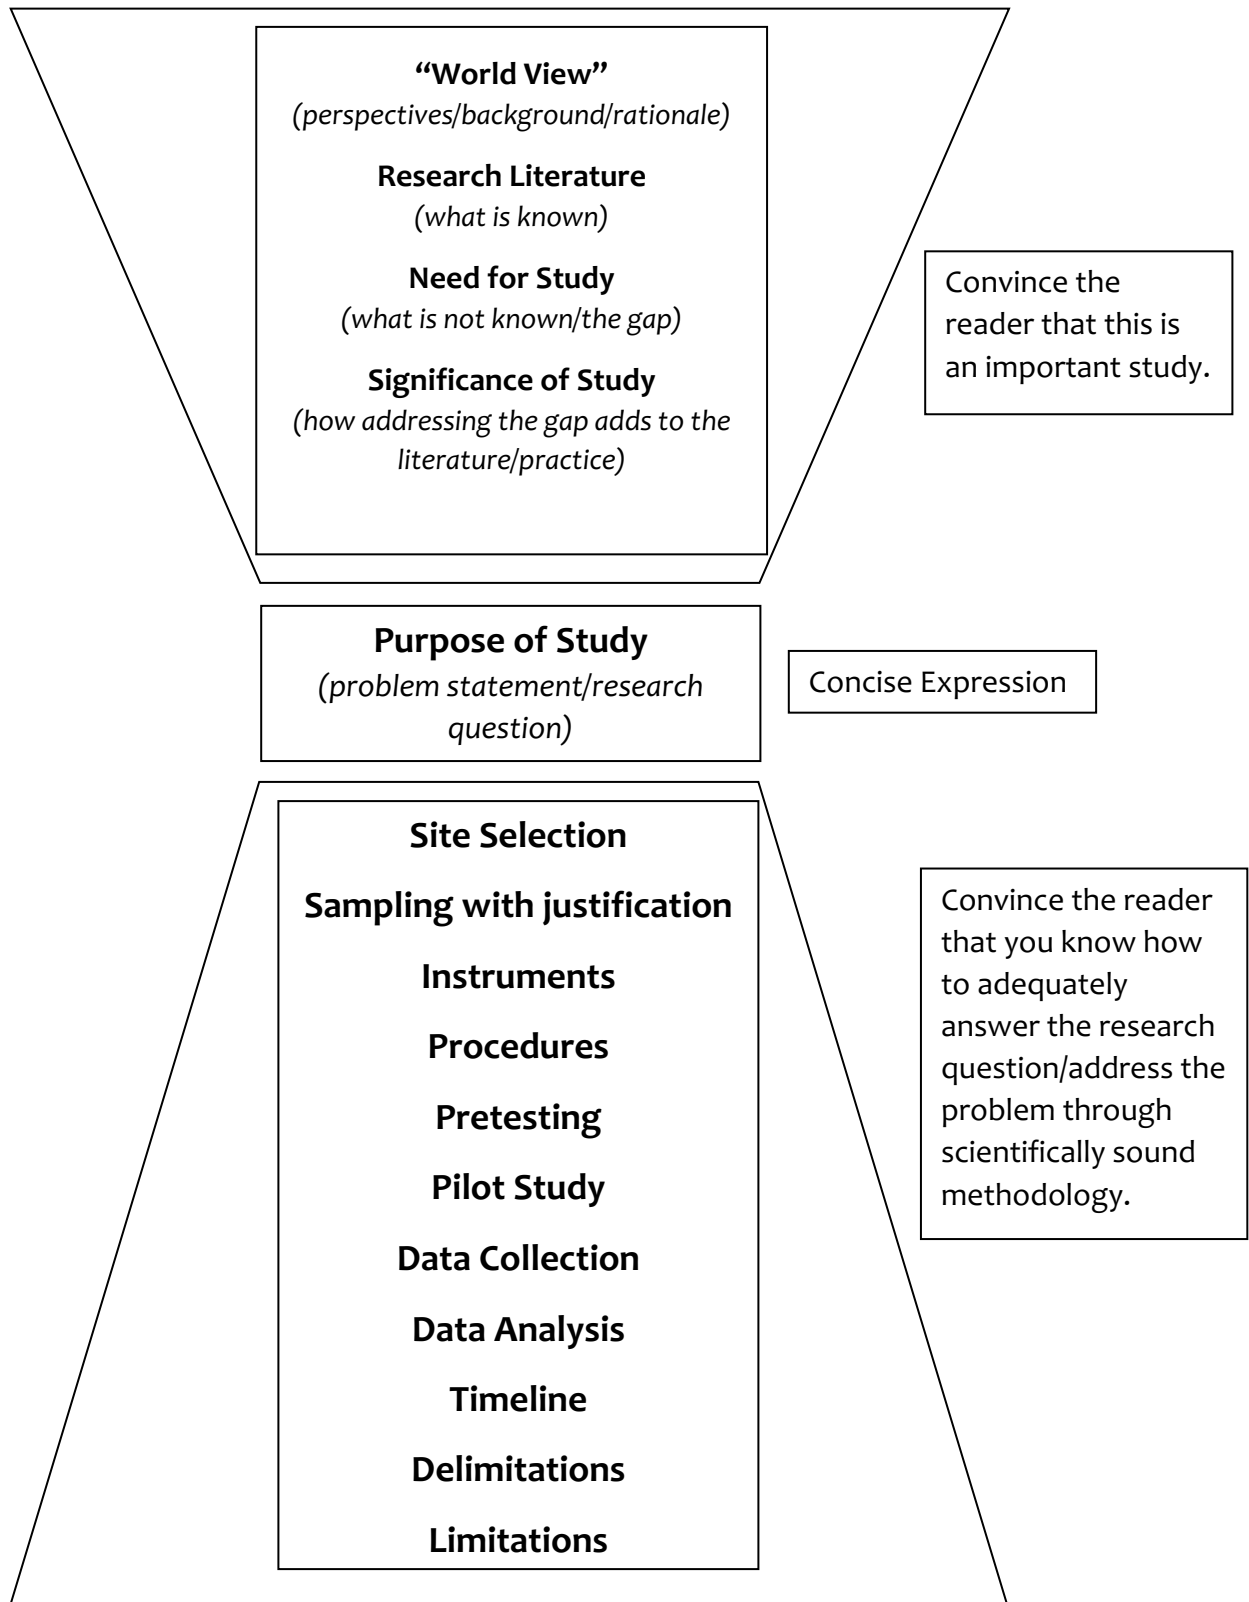 “World View”
(perspectives/background/rationale)
Research Literature
(what is known)
Need for Study
(what is not known/the gap)
Significance of Study
(how addressing the gap adds to the
literature/practice)
Convince the
reader that this is
an important study.
Purpose of Study
(problem statement/research
question)
Concise Expression
Site Selection
Sampling with justification
Instruments
Procedures
Pretesting
Pilot Study
Data Collection
Data Analysis
Timeline
Delimitations
Limitations
Convince the reader
that you know how
to adequately
answer the research
question/address the
problem through
scientifically sound
methodology.